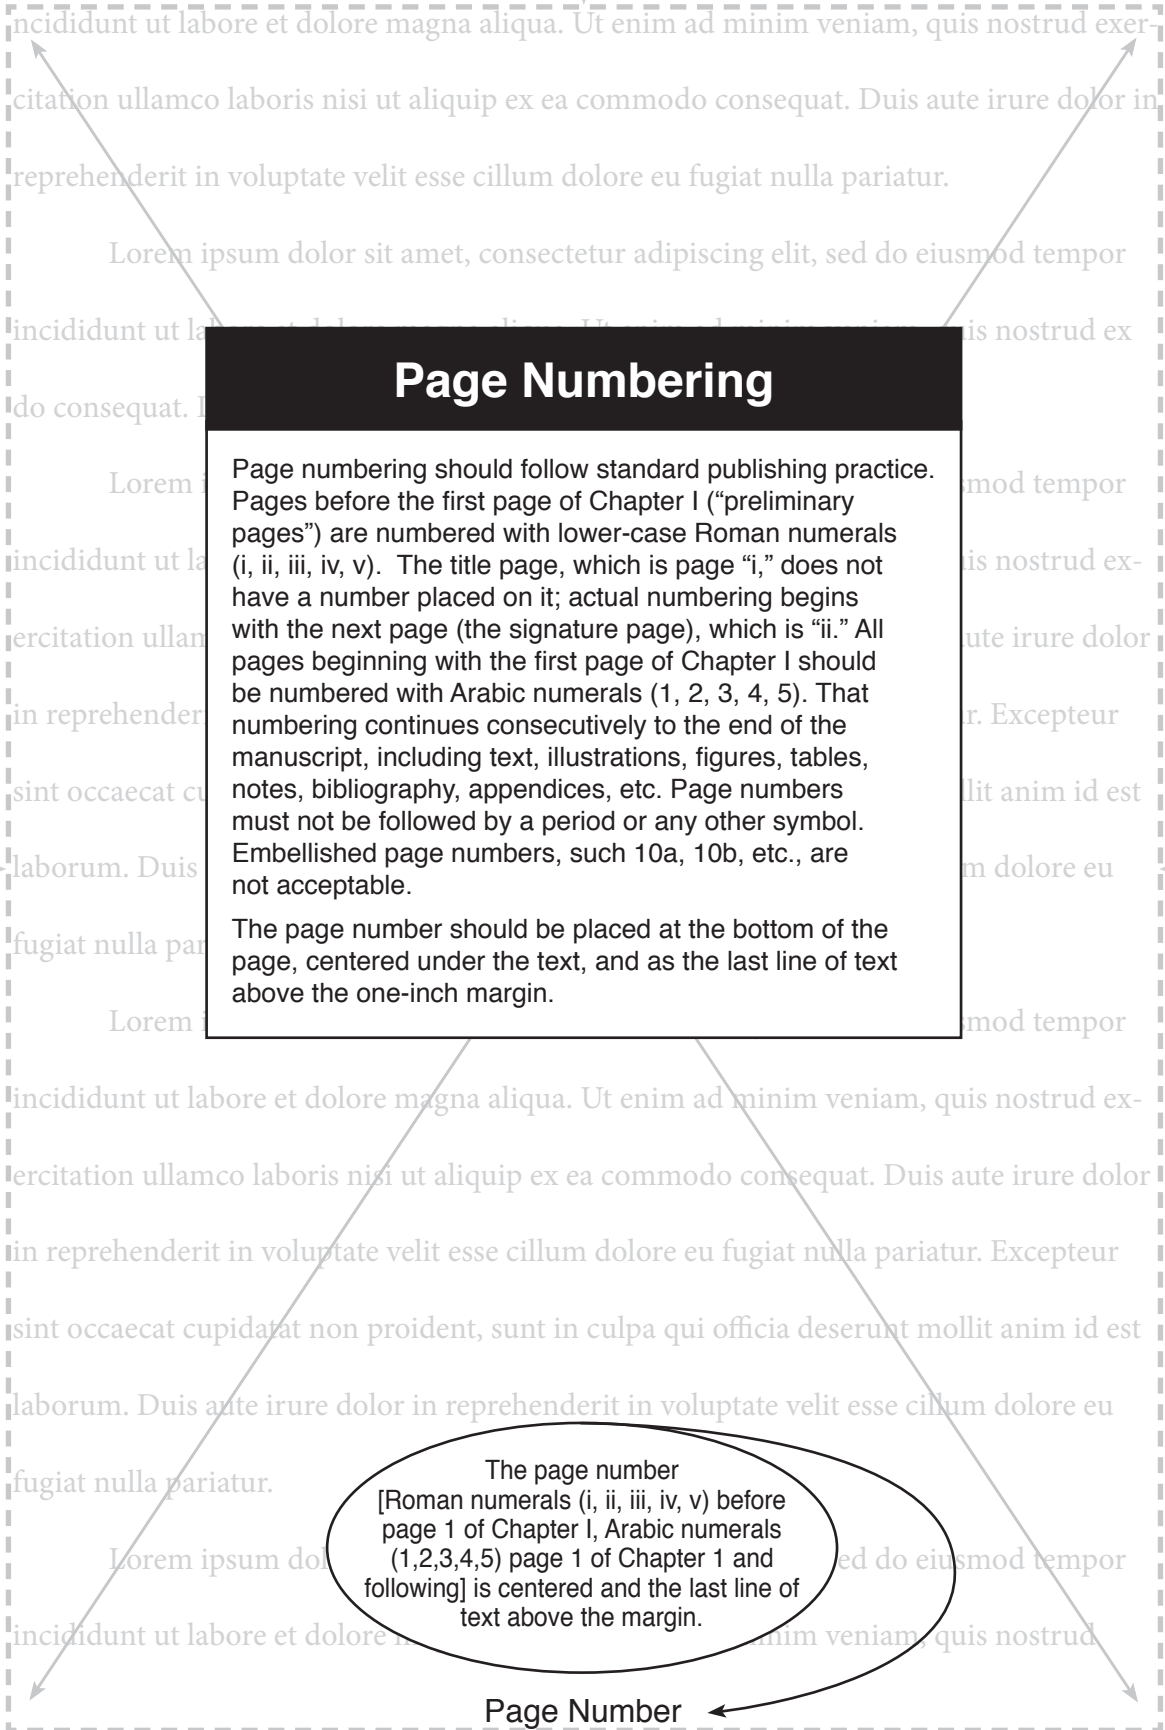 ncididunt ut labore et dolore magna aliqua. Ut enim ad minim veniam, quis nostrud exer-
citation ullamco laboris nisi ut aliquip ex ea commodo consequat. Duis aute irure dolor in
reprehenderit in voluptate velit esse cillum dolore eu fugiat nulla pariatur.
Lorem ipsum dolor sit amet, consectetur adipiscing elit, sed do eiusmod tempor
incididunt ut is nostrud ex
do consequat.
Page Numbering
Lorem smod tempor
incididunt ut is nostrud ex-
ercitation ullam ute irure dolor
in reprehender r. Excepteur
sint occaecat cu llit anim id est
laborum. Duis m dolore eu
fugiat nulla par
Lorem smod tempor
Page numbering should follow standard publishing practice.
Pages before the first page of Chapter I (“preliminary
pages”) are numbered with lower-case Roman numerals
(i, ii, iii, iv, v).  The title page, which is page “i,” does not
have a number placed on it; actual numbering begins
with the next page (the signature page), which is “ii.” All
pages beginning with the first page of Chapter I should
be numbered with Arabic numerals (1, 2, 3, 4, 5). That
numbering continues consecutively to the end of the
manuscript, including text, illustrations, figures, tables,
notes, bibliography, appendices, etc. Page numbers
must not be followed by a period or any other symbol.
Embellished page numbers, such 10a, 10b, etc., are
not acceptable.
The page number should be placed at the bottom of the
page, centered under the text, and as the last line of text
above the one-inch margin.
incididunt ut labore et dolore magna aliqua. Ut enim ad minim veniam, quis nostrud ex-
ercitation ullamco laboris nisi ut aliquip ex ea commodo consequat. Duis aute irure dolor
in reprehenderit in voluptate velit esse cillum dolore eu fugiat nulla pariatur. Excepteur
sint occaecat cupidatat non proident, sunt in culpa qui officia deserunt mollit anim id est
laborum. Duis aute irure dolor in reprehenderit in voluptate velit esse cillum dolore eu
fugiat nulla pariatur.
Lorem ipsum dol ed do eiusmod tempor
incididunt ut labore et dolore nim veniam, quis nostrud
The page number
[Roman numerals (i, ii, iii, iv, v) before
page 1 of Chapter I, Arabic numerals
(1,2,3,4,5) page 1 of Chapter 1 and
following] is centered and the last line of
text above the margin.
Page Number